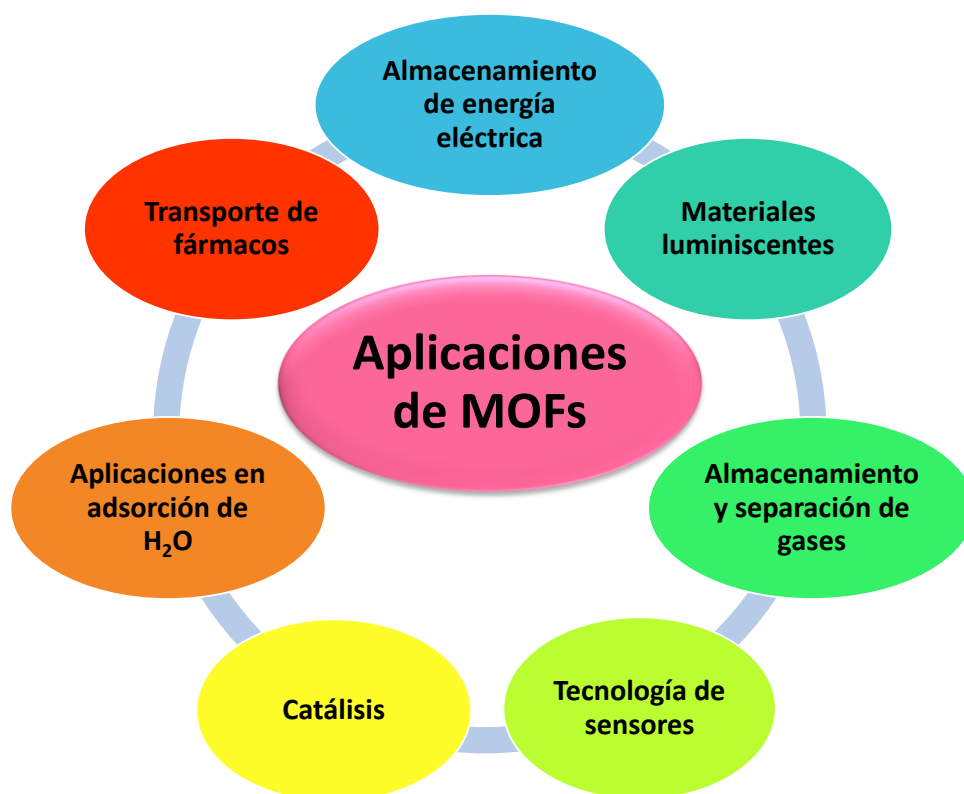 Almacenamiento
de energía
eléctrica
Transporte de
fármacos
Materiales
luminiscentes
Aplicaciones
de MOFs
Aplicaciones en
adsorción de
H₂O
Almacenamiento
y separación de
gases
Catálisis
Tecnología de
sensores